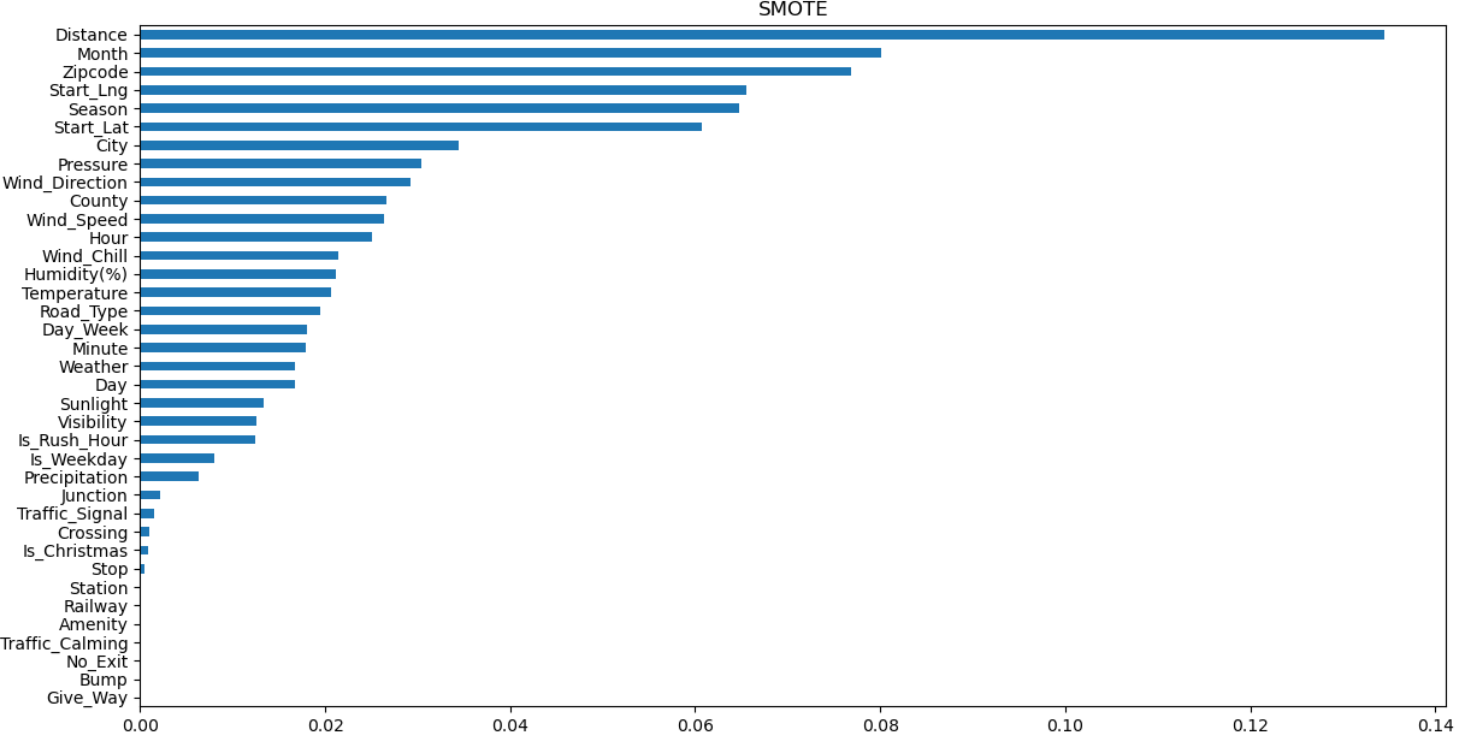 SMOTE
Distance
Month
Zipcode
Start_Lng
Season
Start_Lat
City
Pressure
Wind_Direction
County
Wind_Speed
Hour
Wind_Chill
Humidity(%)
Temperature
Road_Type
Day_Week
Minute
Weather
Day
Sunlight
Visibility
Is_Rush_Hour
Is_Weekday
Precipitation
Junction
Traffic_Signal
Crossing
Is_Christmas
Stop
Station
Railway
Amenity
Traffic_Calming
No_Exit
Bump
Give_Way
0.00 0.02 0.04 0.06 0.08 0.10 0.12 0.14